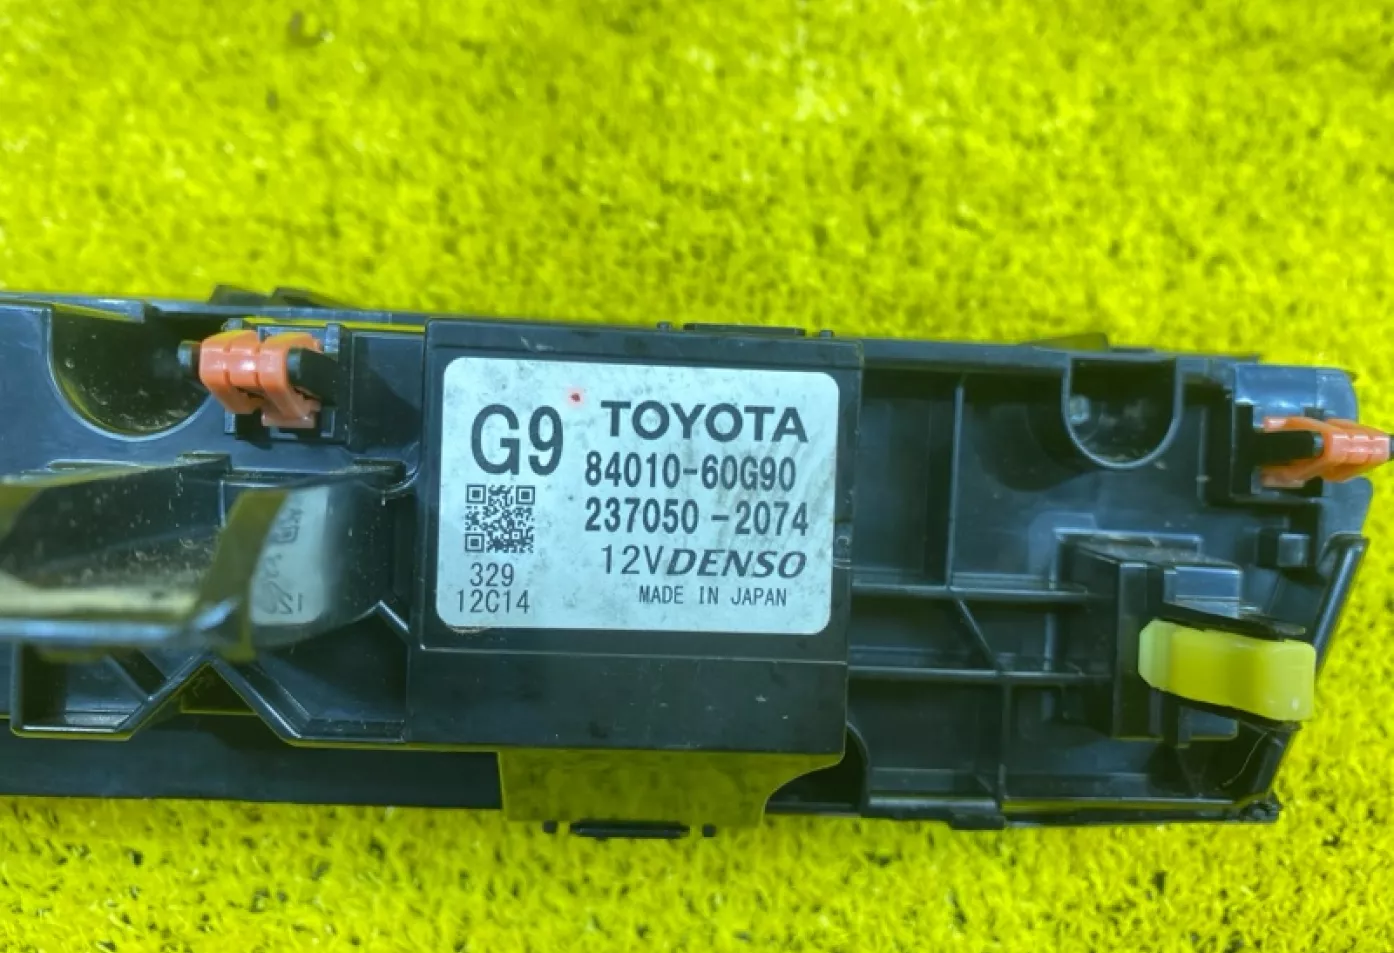 G9
TOYOTA
84010-60G90
237050-2074
12V DENSO
MADE IN JAPAN
329
12C14